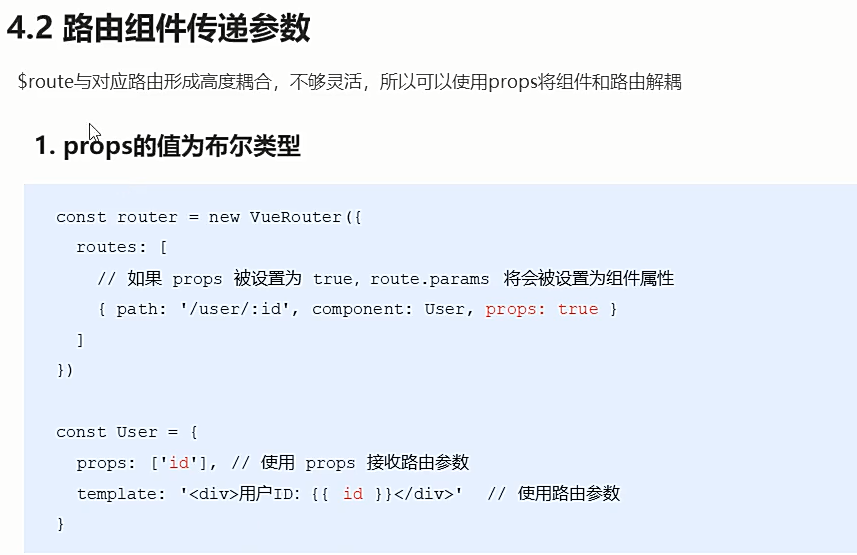 4.2 路由组件传递参数
$route与对应路由形成高度耦合，不够灵活，所以可以使用props将组件和路由解耦
1. props的值为布尔类型
const router = new VueRouter({
  routes: [
    // 如果 props 被设置为 true，route.params 将会被设置为组件属性
    { path: '/user/:id', component: User, props: true }
  ]
})
const User = {
  props: ['id'], // 使用 props 接收路由参数
  template: '<div>用户ID：{{ id }}</div>'  // 使用路由参数
}